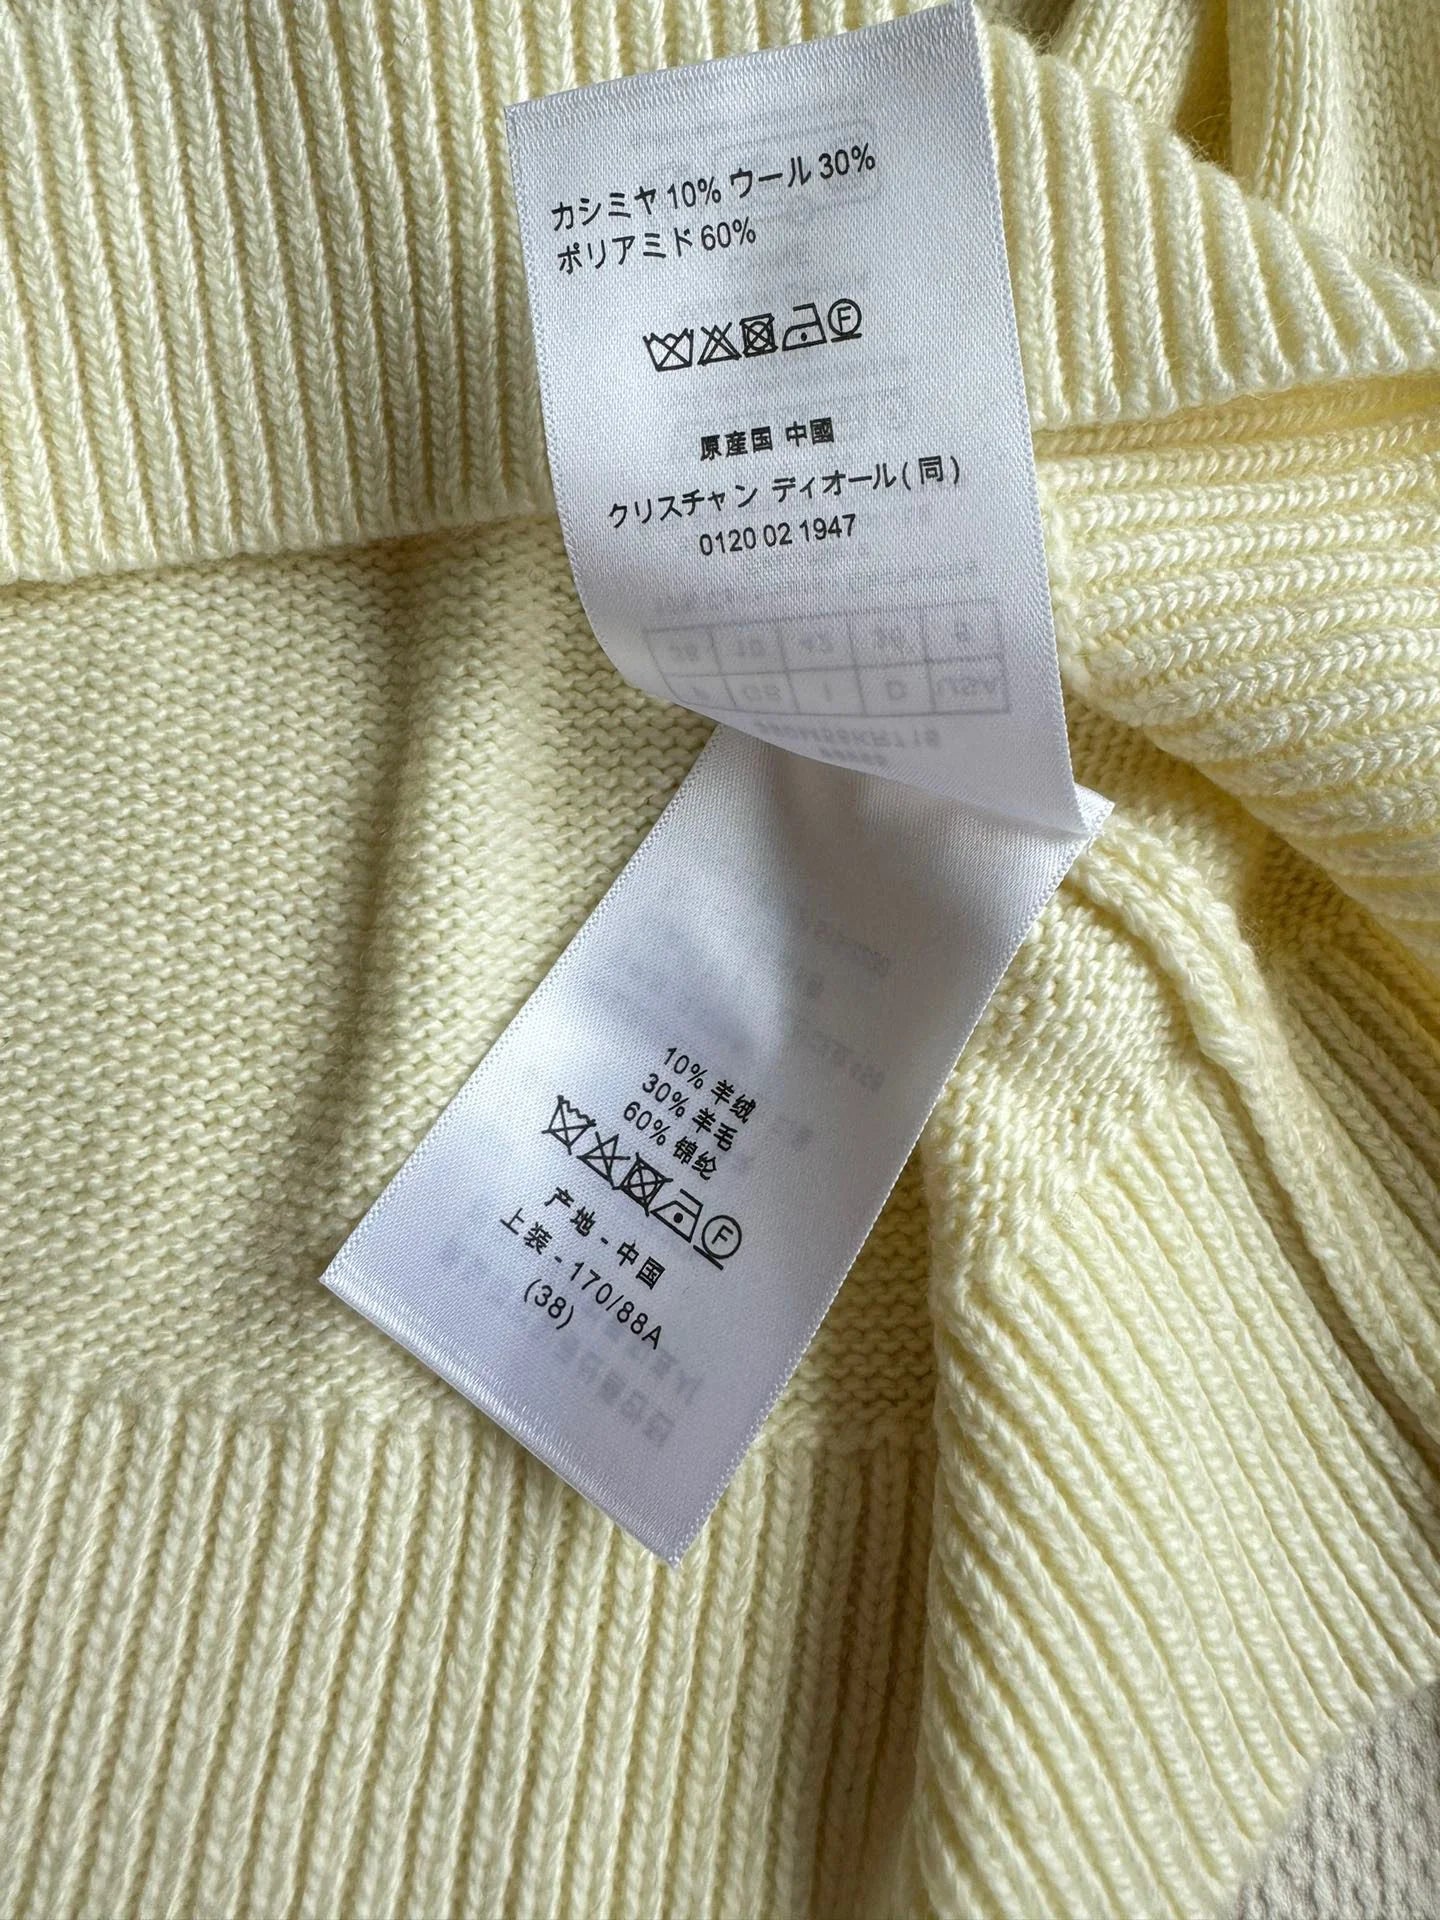 カシミヤ 10% ウール 30%
ポリアミド 60%
F
原産国 中國
クリスチャン ディオール ( 同 )
0120 02 1947
10% 羊绒
30% 羊毛
60% 锦纶
F
产地 - 中国
上装 - 170/88A
(38)